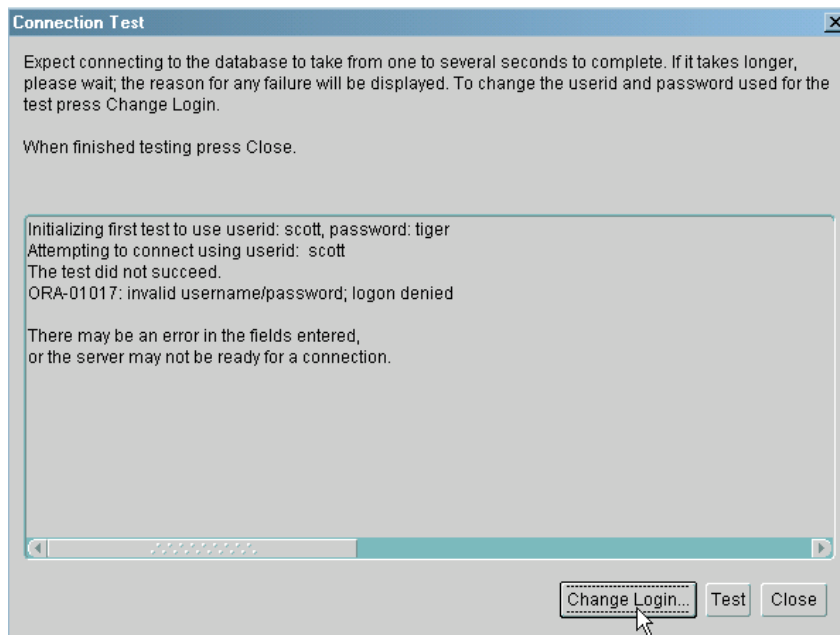 Connection Test
Expect connecting to the database to take from one to several seconds to complete. If it takes longer,
please wait; the reason for any failure will be displayed. To change the userid and password used for the
test press Change Login.
When finished testing press Close.
Initializing first test to use userid: scott, password: tiger
Attempting to connect using userid:  scott
The test did not succeed.
ORA-01017: invalid username/password; logon denied
There may be an error in the fields entered,
or the server may not be ready for a connection.
Change Login... Test Close